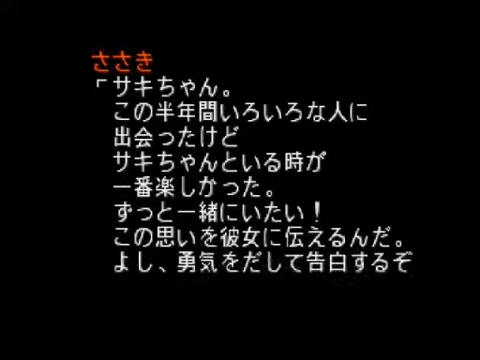 ささき
「サキちゃん。
この半年間いろいろな人に
出会ったけど
サキちゃんといる時が
一番楽しかった。
ずっと一緒にいたい！
この思いを彼女に伝えるんだ。
よし、勇気をだして告白するぞ